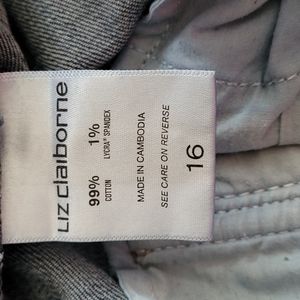 Liz claiborne
99% 1%
COTTON LYCRA® SPANDEX
MADE IN CAMBODIA
SEE CARE ON REVERSE
16